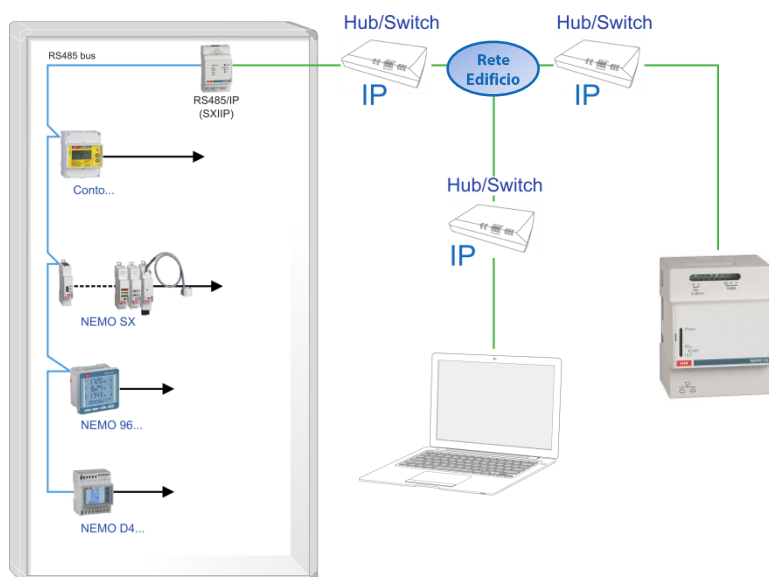 Hub/Switch
Hub/Switch
RS485 bus
Rete
Edificio
IP
IP
RS485/IP
(SXIIP)
Conto...
Hub/Switch
IP
NEMO SX
Power
NEMO 96...
NEMO D4...